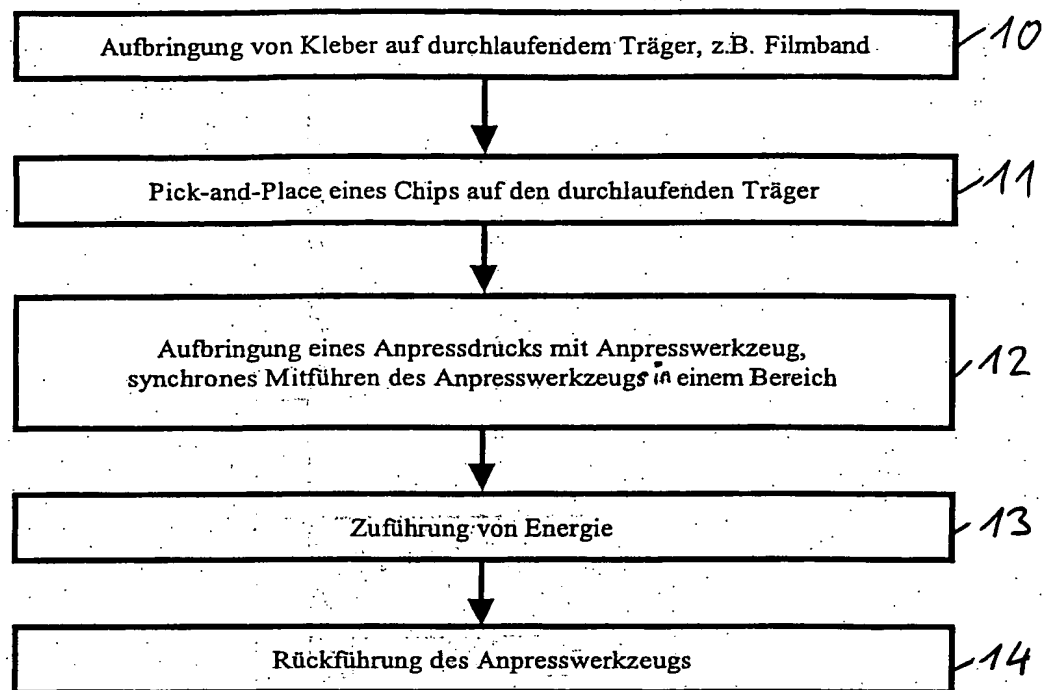 Aufbringung von Kleber auf durchlaufendem Träger, z.B. Filmband
10
Pick-and-Place eines Chips auf den durchlaufenden Träger
11
Aufbringung eines Anpressdrucks mit Anpresswerkzeug,
synchrones Mitführen des Anpresswerkzeugs in einem Bereich
12
Zuführung von Energie
13
Rückführung des Anpresswerkzeugs
14